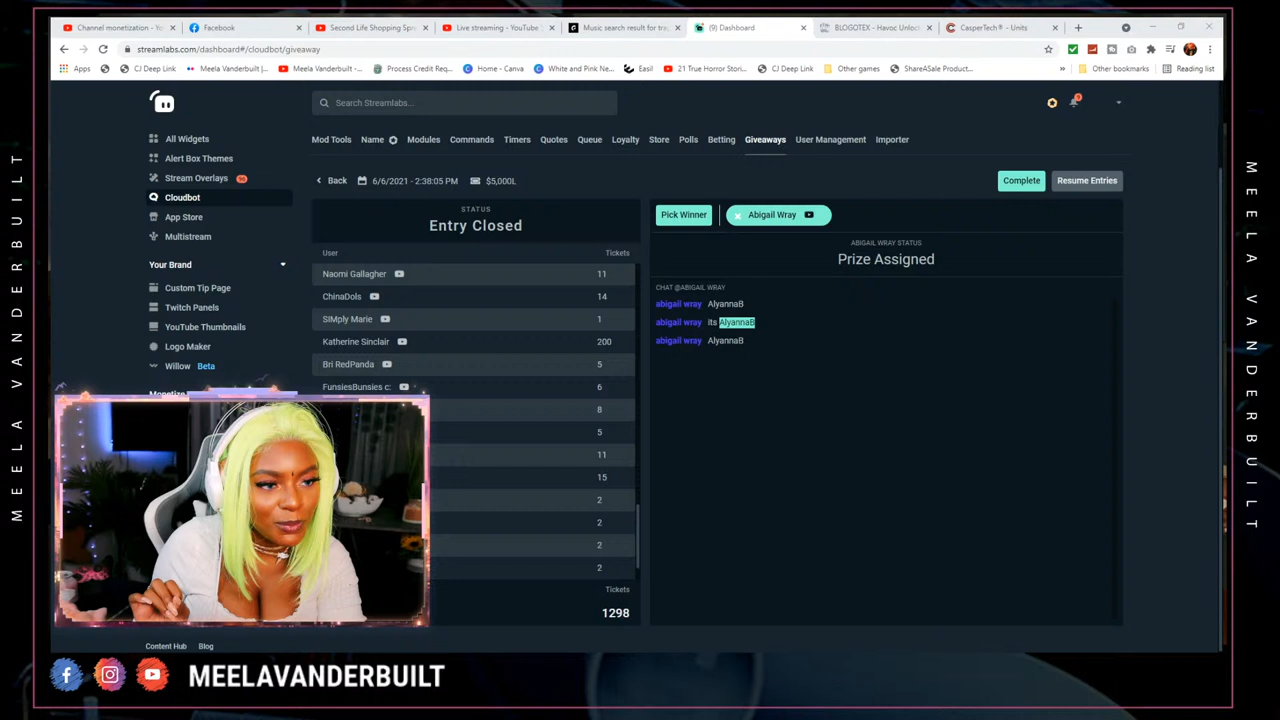 Channel monetization - Yo
Facebook
Second Life Shopping Spre
Live streaming - YouTube
Music search result for tra
(9) Dashboard
BLOGOTEX - Havoc Unlock
CasperTech® - Units
streamlabs.com/dashboard#/cloudbot/giveaway
Apps
CJ Deep Link
Meela Vanderbuilt |...
Meela Vanderbuilt -...
Process Credit Req...
Home - Canva
White and Pink Ne...
Easil
21 True Horror Stori...
CJ Deep Link
Other games
ShareASale Product...
»
Other bookmarks
Reading list
Search Streamlabs...
All Widgets
Alert Box Themes
Stream Overlays
Cloudbot
App Store
Multistream
Your Brand
Custom Tip Page
Twitch Panels
YouTube Thumbnails
Logo Maker
Willow Beta
Monetize
Mod Tools
Name
Modules
Commands
Timers
Quotes
Queue
Loyalty
Store
Polls
Betting
Giveaways
User Management
Importer
Back
6/6/2021 - 2:38:05 PM
$5,000L
Complete
Resume Entries
STATUS
Entry Closed
User Tickets
Naomi Gallagher 11
ChinaDols 14
SIMply Marie 1
Katherine Sinclair 200
Bri RedPanda 5
FunsiesBunsies c: 6
8
5
11
15
2
2
2
2
Tickets
1298
Pick Winner
Abigail Wray
ABIGAIL WRAY STATUS
Prize Assigned
CHAT @ABIGAIL WRAY
abigail wray AlyannaB
abigail wray its AlyannaB
abigail wray AlyannaB
Content Hub
Blog
MEELAVANDERBUILT
MEELA VANDERBUILT
MEELA VANDERBUILT